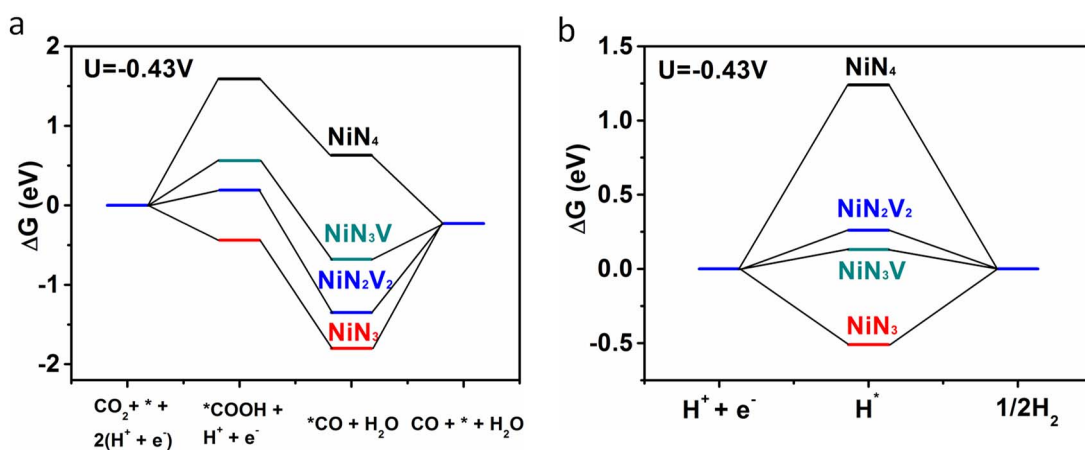 a
U=-0.43V
ΔG (eV)
2
1
0
-1
-2
NiN₄
NiN₃V
NiN₂V₂
NiN₃
CO₂+ * +
2(H⁺ + e⁻)
*COOH +
H⁺ + e⁻
*CO + H₂O
CO + * + H₂O
b
U=-0.43V
ΔG (eV)
1.5
1.0
0.5
0.0
-0.5
NiN₄
NiN₂V₂
NiN₃V
NiN₃
H⁺ + e⁻
H*
1/2H₂